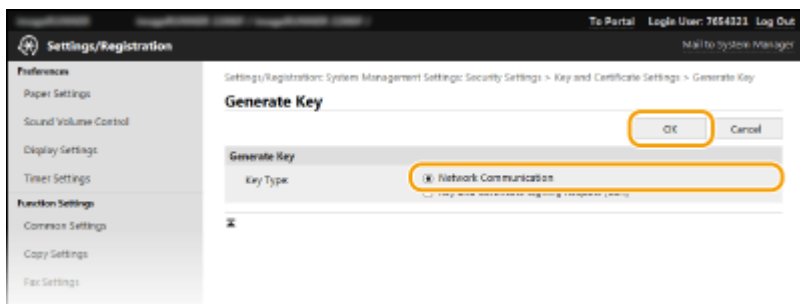 To Portal Login User: 7654321 Log Out
Settings/Registration
Mail to System Manager
Preferences
Paper Settings
Sound Volume Control
Display Settings
Timer Settings
Function Settings
Common Settings
Copy Settings
Fax Settings
Settings/Registration: System Management Settings: Security Settings > Key and Certificate Settings > Generate Key
Generate Key
OK
Cancel
Generate Key
Key Type:
Network Communication